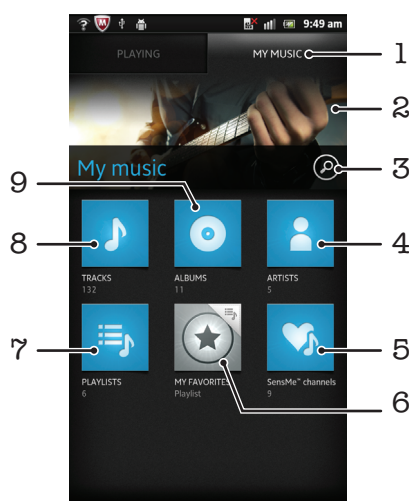 9:49 am
PLAYING MY MUSIC
1
2
My music
3
9
8
4
TRACKS ALBUMS ARTISTS
132 11 5
7
5
PLAYLISTS MY FAVORITES SensMe™ channels
6 Playlist 9
6